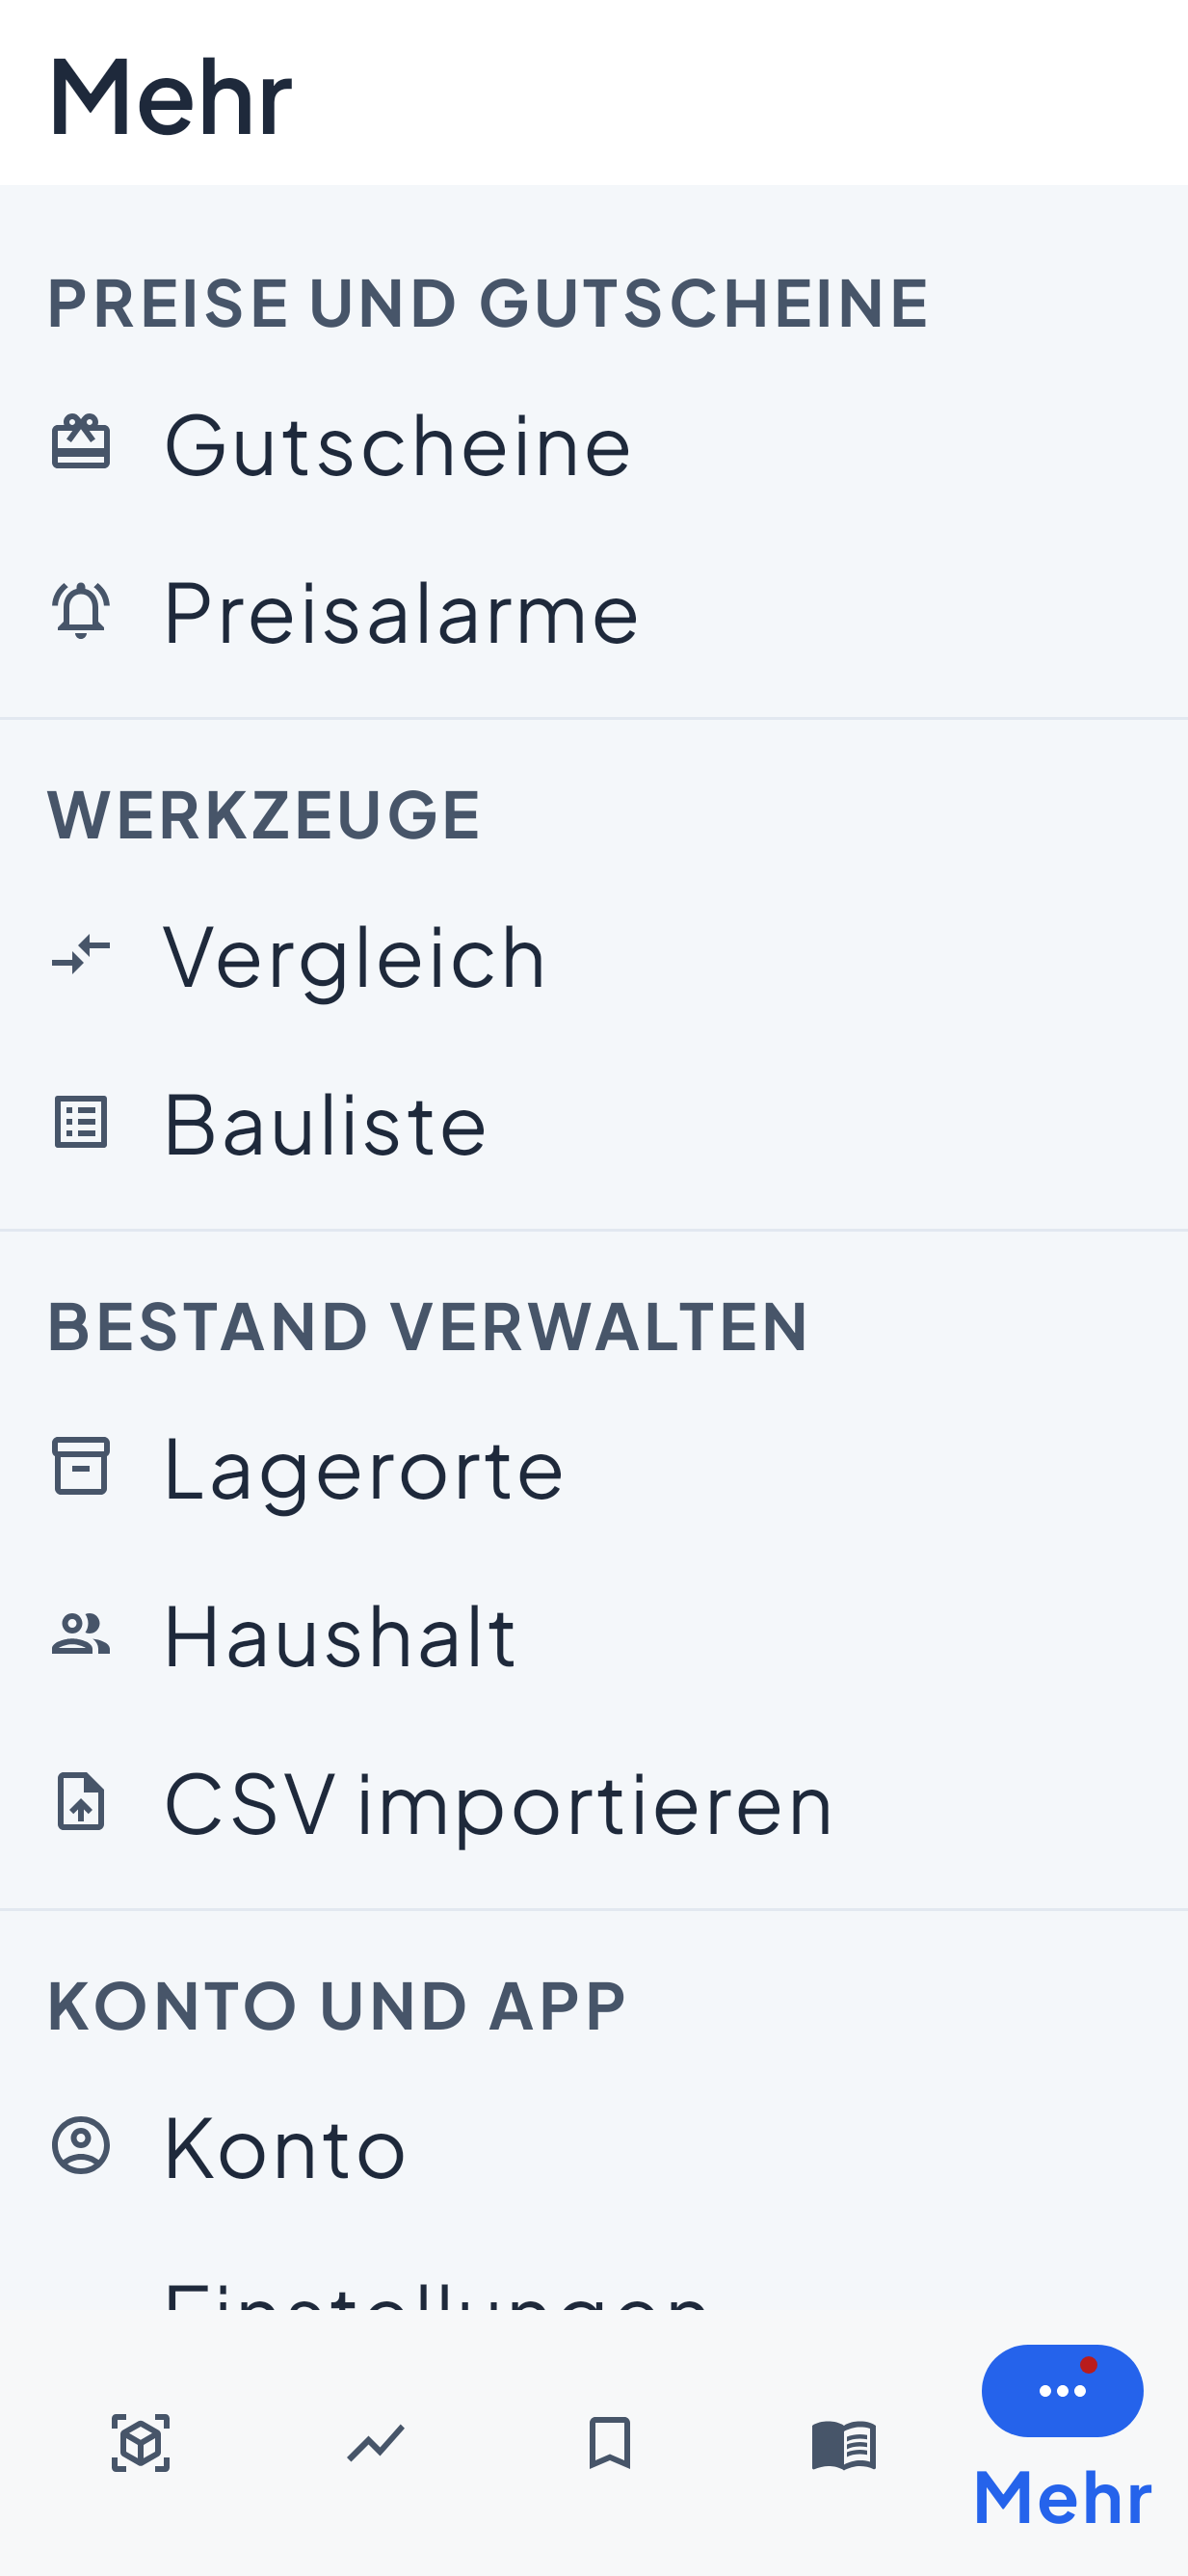 Mehr
PREISE UND GUTSCHEINE
Gutscheine
Preisalarme
WERKZEUGE
Vergleich
Bauliste
BESTAND VERWALTEN
Lagerorte
Haushalt
CSV importieren
KONTO UND APP
Konto
Einstellungen
Mehr